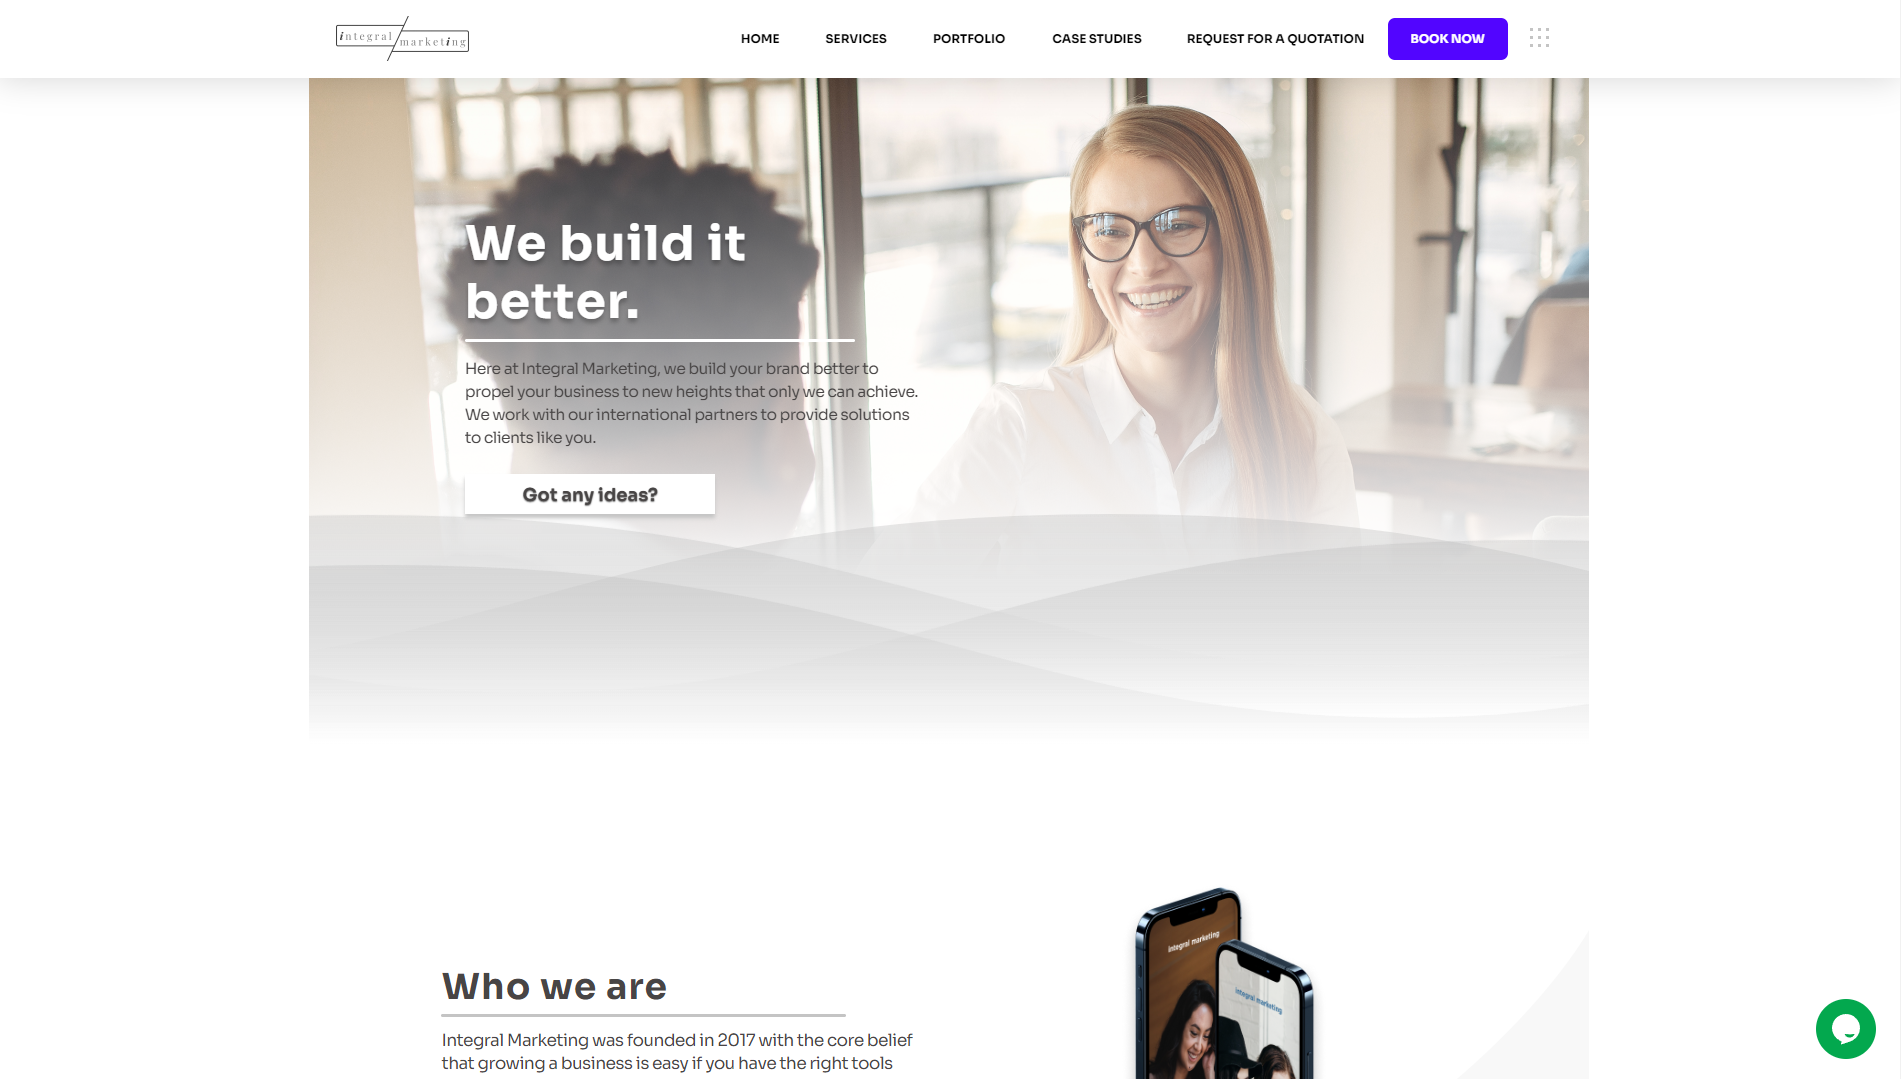 integral
marketing
HOME
SERVICES
PORTFOLIO
CASE STUDIES
REQUEST FOR A QUOTATION
BOOK NOW
We build it
better.
Here at Integral Marketing, we build your brand better to
propel your business to new heights that only we can achieve.
We work with our international partners to provide solutions
to clients like you.
Got any ideas?
Who we are
Integral Marketing was founded in 2017 with the core belief
that growing a business is easy if you have the right tools
integral marketing
integral marketing